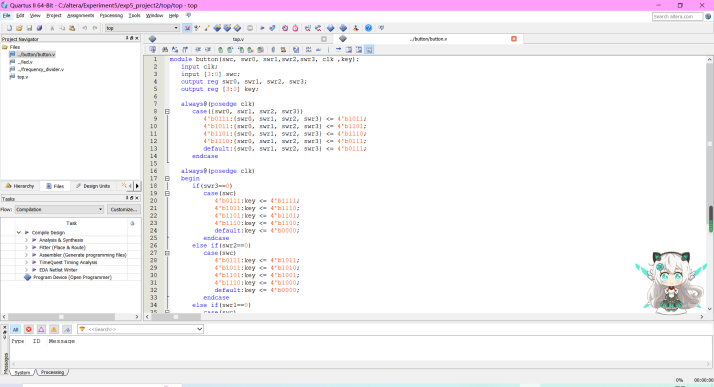 Quartus II 64-Bit - C:/altera/Experiment5/exp5_project2/top/top - top
File Edit View Project Assignments Processing Tools Window Help
Search altera.com
top
Project Navigator
top.v
../button/button.v
Files
../button/button.v
../led.v
../frequency_divider.v
top.v
Hierarchy Files Design Units
Tasks
Flow: Compilation Customize...
Task
Compile Design
Analysis & Synthesis
Fitter (Place & Route)
Assembler (Generate programming files)
TimeQuest Timing Analysis
EDA Netlist Writer
Program Device (Open Programmer)
1 module button(swc, swr0, swr1,swr2,swr3, clk ,key);
2 input clk;
3 input [3:0] swc;
4 output reg swr0, swr1, swr2, swr3;
5 output reg [3:0] key;
6
7 always@(posedge clk)
8 case({swr0, swr1, swr2, swr3})
9 4'b0111:{swr0, swr1, swr2, swr3} <= 4'b1011;
10 4'b1011:{swr0, swr1, swr2, swr3} <= 4'b1101;
11 4'b1101:{swr0, swr1, swr2, swr3} <= 4'b1110;
12 4'b1110:{swr0, swr1, swr2, swr3} <= 4'b0111;
13 default:{swr0, swr1, swr2, swr3} <= 4'b0111;
14 endcase
15
16 always@(posedge clk)
17 begin
18 if(swr3==0)
19 case(swc)
20 4'b0111:key <= 4'b1111;
21 4'b1011:key <= 4'b1110;
22 4'b1101:key <= 4'b1101;
23 4'b1110:key <= 4'b1100;
24 default:key <= 4'b0000;
25 endcase
26 else if(swr2==0)
27 case(swc)
28 4'b0111:key <= 4'b1011;
29 4'b1011:key <= 4'b1010;
30 4'b1101:key <= 4'b1001;
31 4'b1110:key <= 4'b1000;
32 default:key <= 4'b0000;
33 endcase
34 else if(swr1==0)
35 case(swc)
All
<<Search>>
Type ID Message
Messages
System Processing
0% 00:00:00